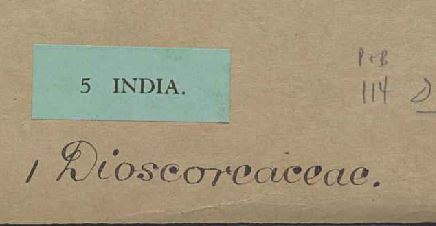 5 INDIA.
P&B
114 D
1 Dioscoreaceae.